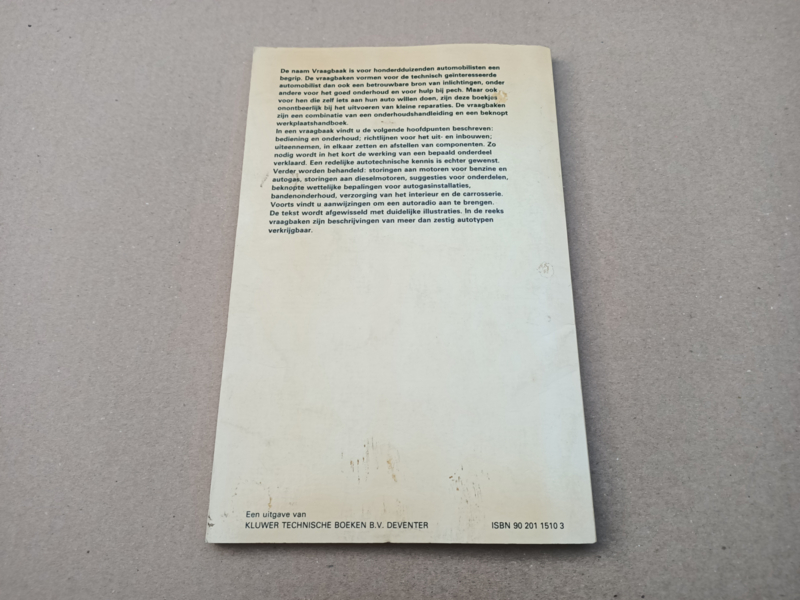 De naam Vraagbaak is voor honderdduizenden automobilisten een
begrip. De vraagbaken vormen voor de technisch geïnteresseerde
automobilist dan ook een betrouwbare bron van inlichtingen, onder
andere voor het goed onderhoud en voor hulp bij pech. Maar ook
voor hen die zelf iets aan hun auto willen doen, zijn deze boekjes
onontbeerlijk bij het uitvoeren van kleine reparaties. De vraagbaken
zijn een combinatie van een onderhoudshandleiding en een beknopt
werkplaatshandboek.
In een vraagbaak vindt u de volgende hoofdpunten beschreven:
bediening en onderhoud; richtlijnen voor het uit- en inbouwen;
uiteennemen, in elkaar zetten en afstellen van componenten. Zo
nodig wordt in het kort de werking van een bepaald onderdeel
verklaard. Een redelijke autotechnische kennis is echter gewenst.
Verder worden behandeld: storingen aan motoren voor benzine en
autogas, storingen aan dieselmotoren, suggesties voor onderdelen,
beknopte wettelijke bepalingen voor autogasinstallaties,
bandenonderhoud, verzorging van het interieur en de carrosserie.
Voorts vindt u aanwijzingen om een autoradio aan te brengen.
De tekst wordt afgewisseld met duidelijke illustraties. In de reeks
vraagbaken zijn beschrijvingen van meer dan zestig autotypen
verkrijgbaar.
Een uitgave van
KLUWER TECHNISCHE BOEKEN B.V. DEVENTER
ISBN 90 201 1510 3